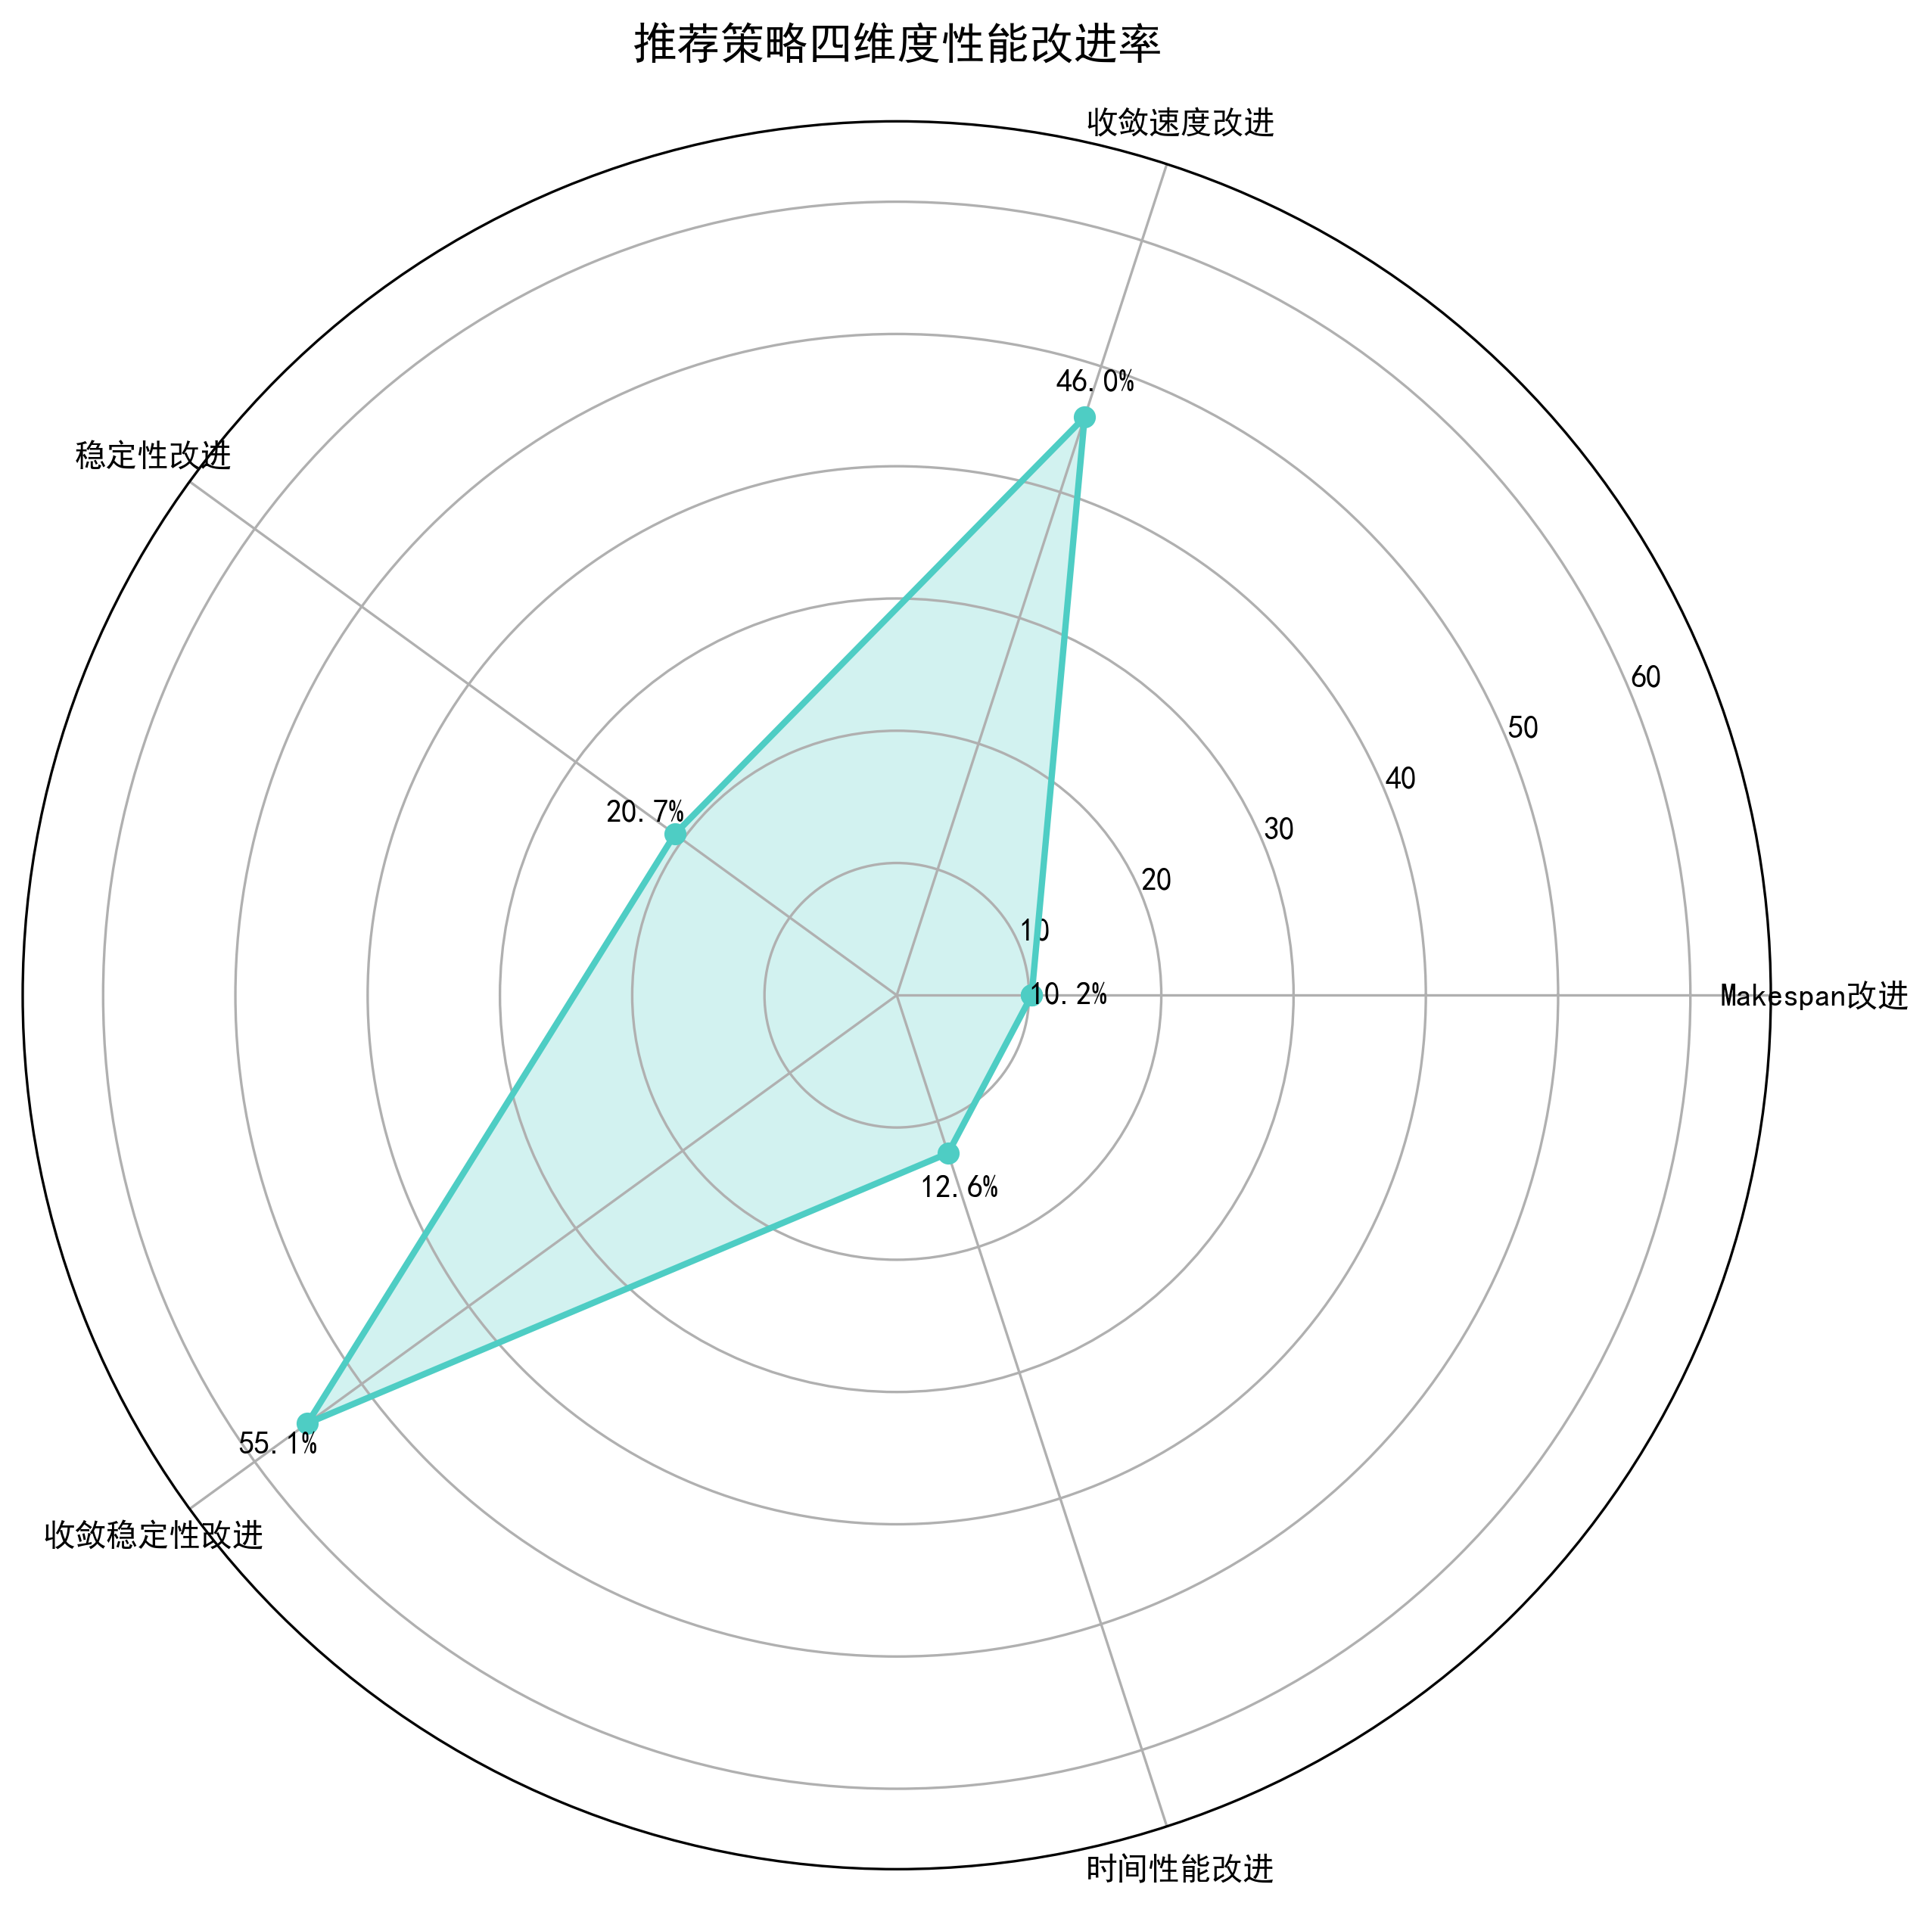 推荐策略四维度性能改进率
收敛速度改进
46.0%
稳定性改进
60
50
40
20.7%
30
20
10
10.2%
Makespan改进
12.6%
55.1%
收敛稳定性改进
时间性能改进